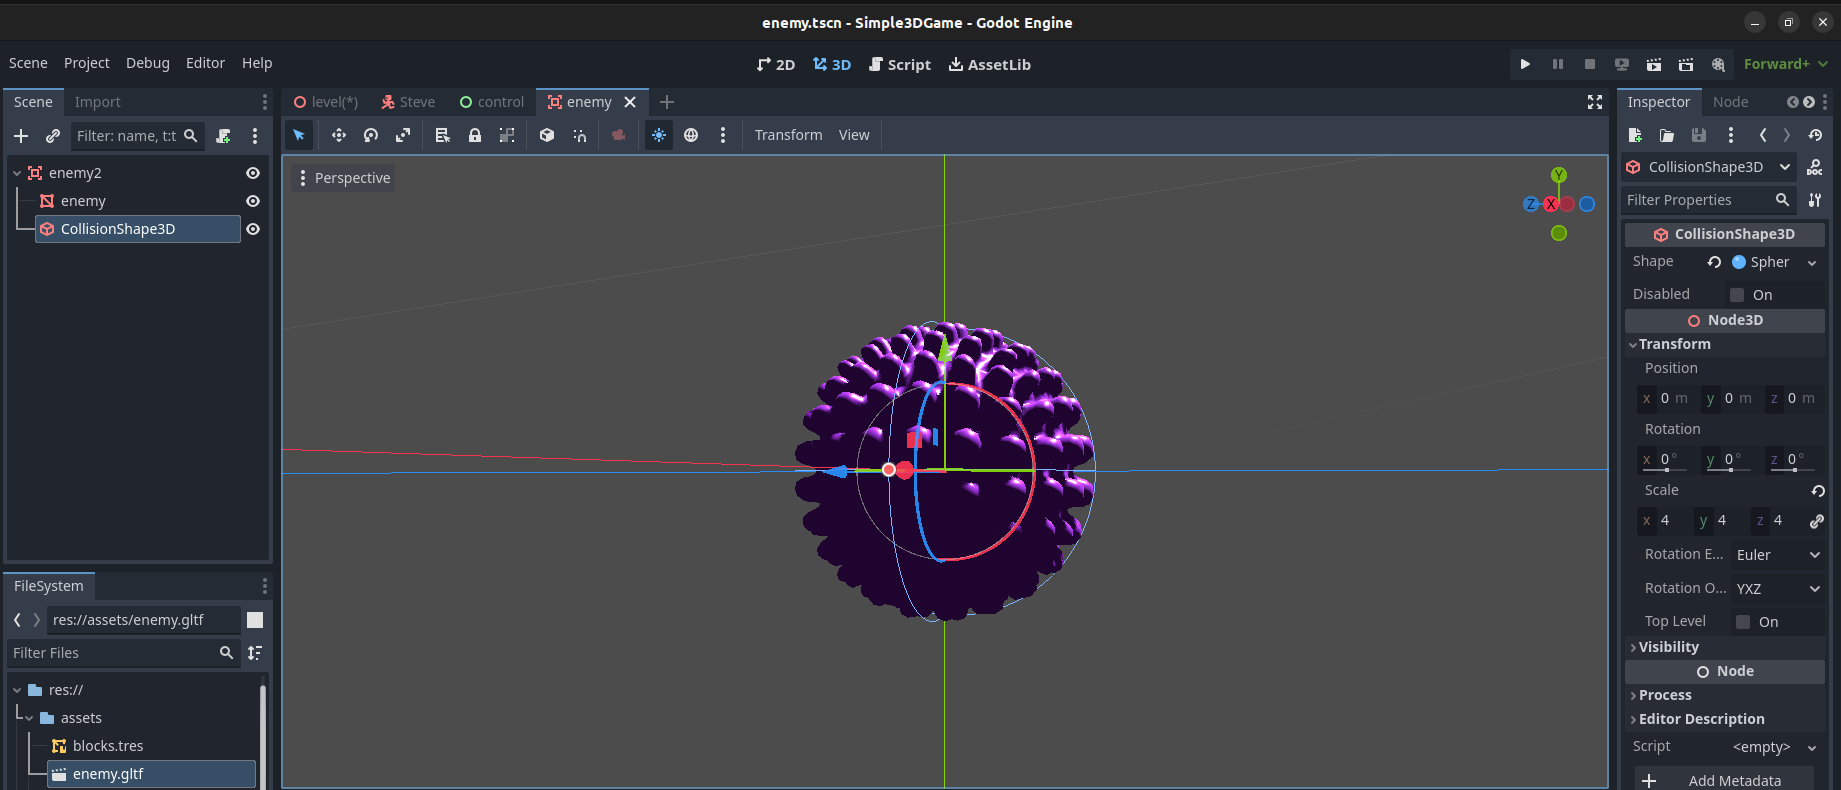 enemy.tscn - Simple3DGame - Godot Engine
Scene Project Debug Editor Help
2D 3D Script AssetLib
Forward+
Scene Import
Filter: name, t:t
enemy2
enemy
CollisionShape3D
FileSystem
res://assets/enemy.gltf
Filter Files
res://
assets
blocks.tres
enemy.gltf
level(*) Steve control enemy
Transform View
Perspective
Y
Z X
Inspector Node
CollisionShape3D
DOC
Filter Properties
CollisionShape3D
Shape Spher
Disabled On
Node3D
Transform
Position
x 0 m y 0 m z 0 m
Rotation
x 0° y 0° z 0°
Scale
x 4 y 4 z 4
Rotation E... Euler
Rotation O... YXZ
Top Level On
Visibility
Node
Process
Editor Description
Script <empty>
Add Metadata